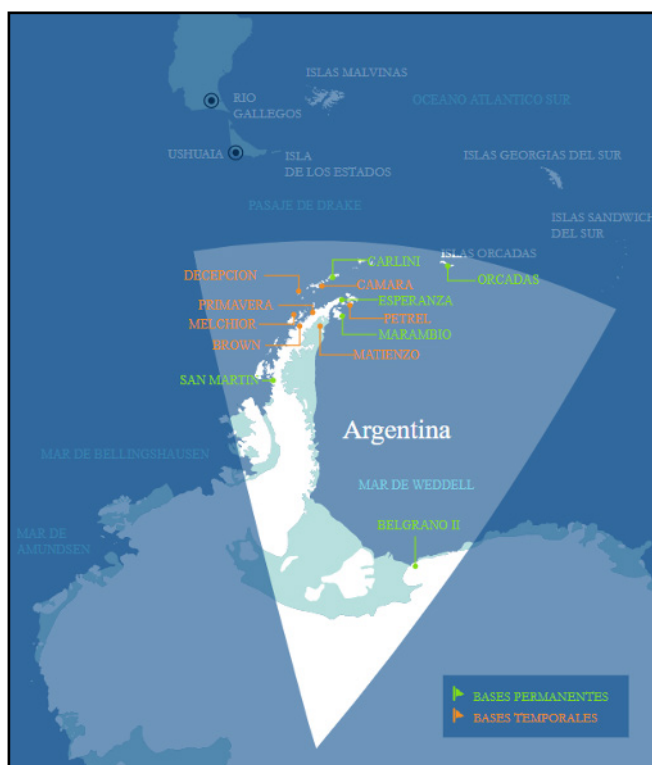 ISLAS MALVINAS
OCEANO ATLANTICO SUR
RIO
GALLEGOS
USHUAIA
ISLA
DE LOS ESTADOS
ISLAS GEORGIAS DEL SUR
PASAJE DE DRAKE
ISLAS SANDWICH
DEL SUR
ISLAS ORCADAS
CARLINI
DECEPCION
ORCADAS
CAMARA
ESPERANZA
PRIMAVERA
PETREL
MELCHIOR
MARAMBIO
BROWN
MATIENZO
SAN MARTIN
Argentina
MAR DE BELLINGSHAUSEN
MAR DE WEDDELL
BELGRANO II
MAR DE
AMUNDSEN
BASES PERMANENTES
BASES TEMPORALES